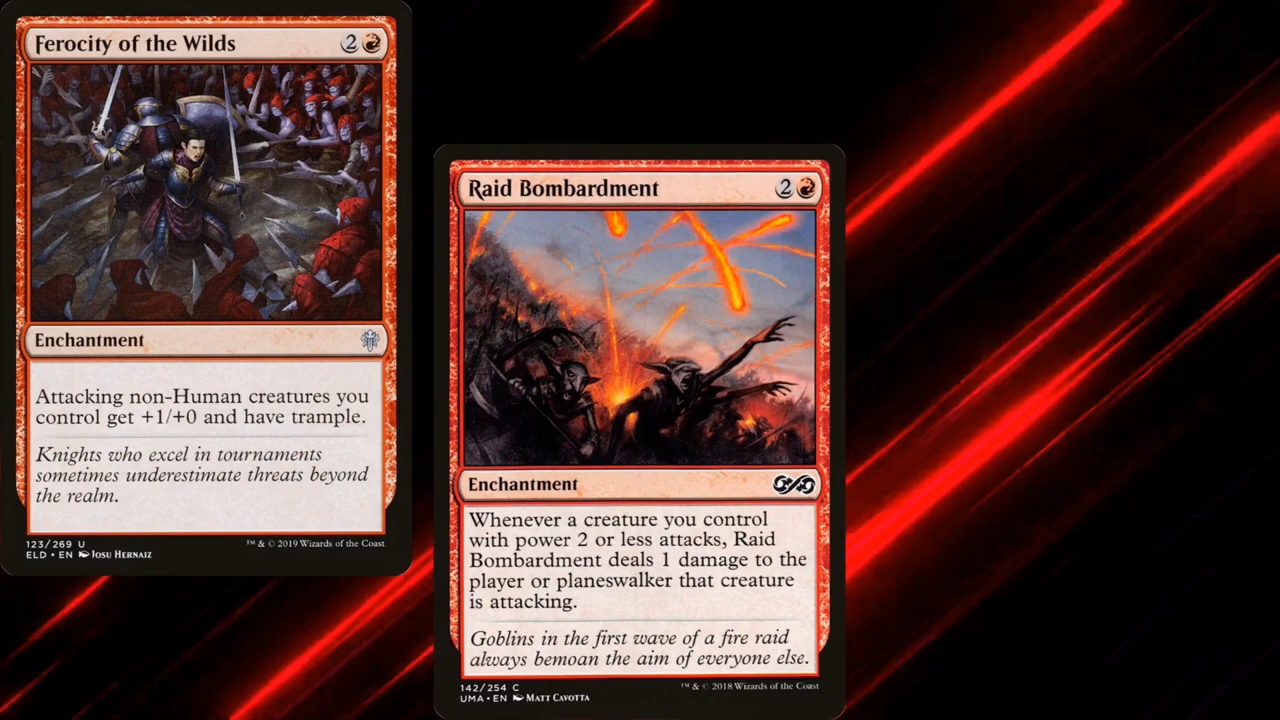 Ferocity of the Wilds 2
Enchantment
Attacking non-Human creatures you
control get +1/+0 and have trample.
Knights who excel in tournaments
sometimes underestimate threats beyond
the realm.
123/269 U
ELD • EN Josu Hernaiz
™ & © 2019 Wizards of the Coast
Raid Bombardment 2
Enchantment
Whenever a creature you control
with power 2 or less attacks, Raid
Bombardment deals 1 damage to the
player or planeswalker that creature
is attacking.
Goblins in the first wave of a fire raid
always bemoan the aim of everyone else.
142/254 C
UMA • EN Matt Cavotta
™ & © 2018 Wizards of the Coast